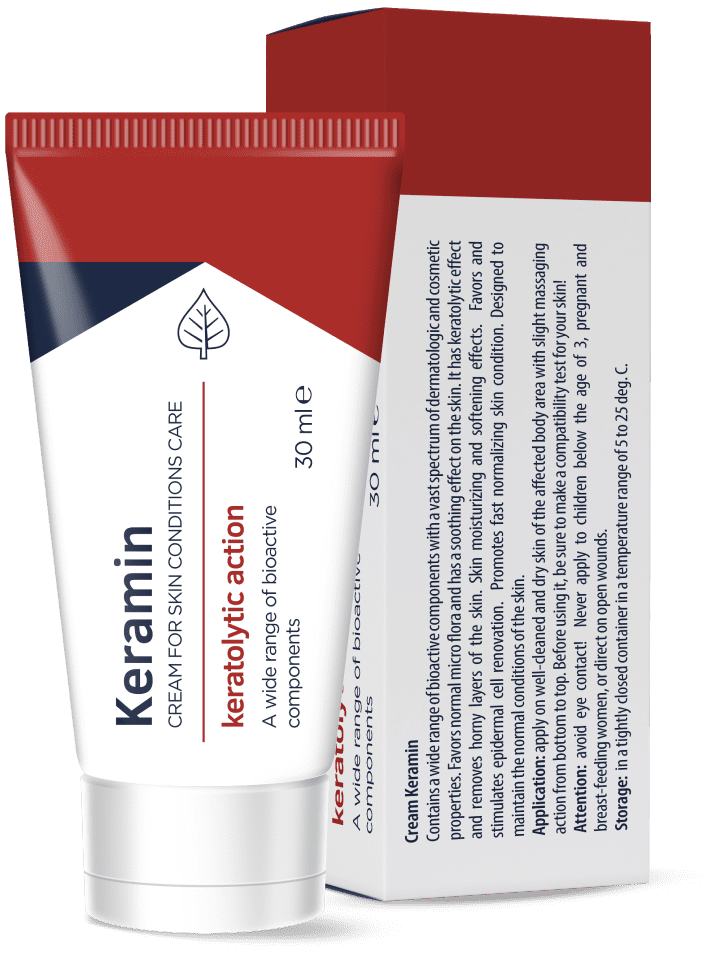 Keramin
CREAM FOR SKIN CONDITIONS CARE
keratolytic action
A wide range of bioactive
components
30 ml ℮
keratoly
A wide range of bioactive
components
30 ml ℮
Cream Keramin
Contains a wide range of bioactive components with a vast spectrum of dermatologic and cosmetic
properties. Favors normal micro flora and has a soothing effect on the skin. It has keratolytic effect
and removes horny layers of the skin. Skin moisturizing and softening effects. Favors and
stimulates epidermal cell renovation. Promotes fast normalizing skin condition. Designed to
maintain the normal conditions of the skin.
Application: apply on well-cleaned and dry skin of the affected body area with slight massaging
action from bottom to top. Before using it, be sure to make a compatibility test for your skin!
Attention: avoid eye contact! Never apply to children below the age of 3, pregnant and
breast-feeding women, or direct on open wounds.
Storage: in a tightly closed container in a temperature range of 5 to 25 deg. C.